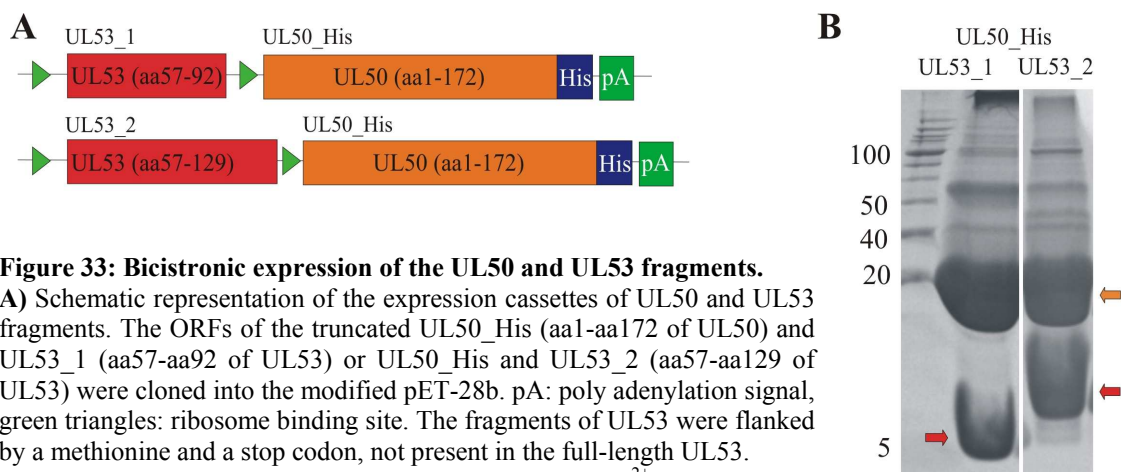 A
UL53_1 UL50_His
UL53 (aa57-92) UL50 (aa1-172) His pA
UL53_2 UL50_His
UL53 (aa57-129) UL50 (aa1-172) His pA
B
UL50_His
UL53_1 UL53_2
100
50
40
20
5
Figure 33: Bicistronic expression of the UL50 and UL53 fragments.
A) Schematic representation of the expression cassettes of UL50 and UL53
fragments. The ORFs of the truncated UL50_His (aa1-aa172 of UL50) and
UL53_1 (aa57-aa92 of UL53) or UL50_His and UL53_2 (aa57-aa129 of
UL53) were cloned into the modified pET-28b. pA: poly adenylation signal,
green triangles: ribosome binding site. The fragments of UL53 were flanked
by a methionine and a stop codon, not present in the full-length UL53.